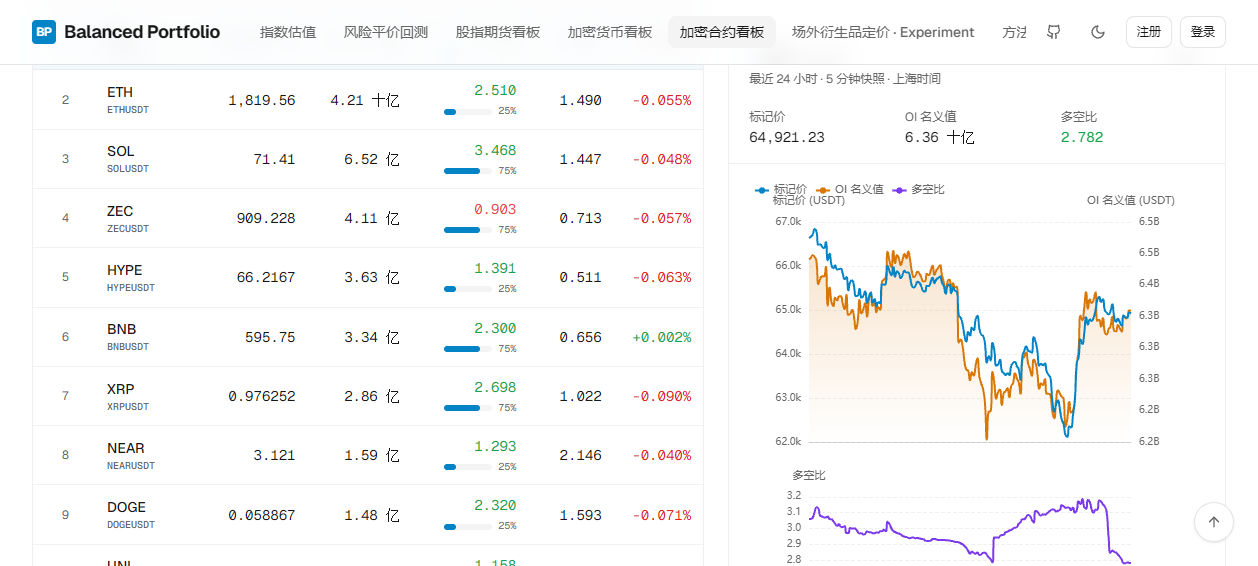 BP Balanced Portfolio 指数估值 风险平价回测 股指期货看板 加密货币看板 加密合约看板 场外衍生品定价 · Experiment 方法 注册 登录
2 ETH 1,819.56 4.21 十亿 2.510 1.490 -0.055%
ETHUSDT 25%
3 SOL 71.41 6.52 亿 3.468 1.447 -0.048%
SOLUSDT 75%
4 ZEC 909.228 4.11 亿 0.903 0.713 -0.057%
ZECUSDT 75%
5 HYPE 66.2167 3.63 亿 1.391 0.511 -0.063%
HYPEUSDT 25%
6 BNB 595.75 3.34 亿 2.300 0.656 +0.002%
BNBUSDT 75%
7 XRP 0.976252 2.86 亿 2.698 1.022 -0.090%
XRPUSDT 75%
8 NEAR 3.121 1.59 亿 1.293 2.146 -0.040%
NEARUSDT 25%
9 DOGE 0.058867 1.48 亿 2.320 1.593 -0.071%
DOGEUSDT 25%
UNI 1.158
最近 24 小时 · 5 分钟快照 · 上海时间
标记价 OI 名义值 多空比
64,921.23 6.36 十亿 2.782
标记价 OI 名义值 多空比
标记价 (USDT) OI 名义值 (USDT)
67.0k 6.5B
66.0k 6.5B
65.0k 6.4B
64.0k 6.3B
63.0k 6.3B
62.0k 6.3B
6.2B
6.2B
多空比
3.2
3.1
3.0
2.9
2.8